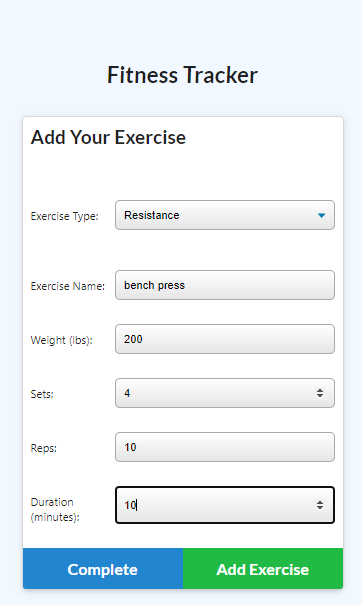 Fitness Tracker
Add Your Exercise
Exercise Type: Resistance
Exercise Name: bench press
Weight (lbs): 200
Sets: 4
Reps: 10
Duration
(minutes): 10
Complete Add Exercise